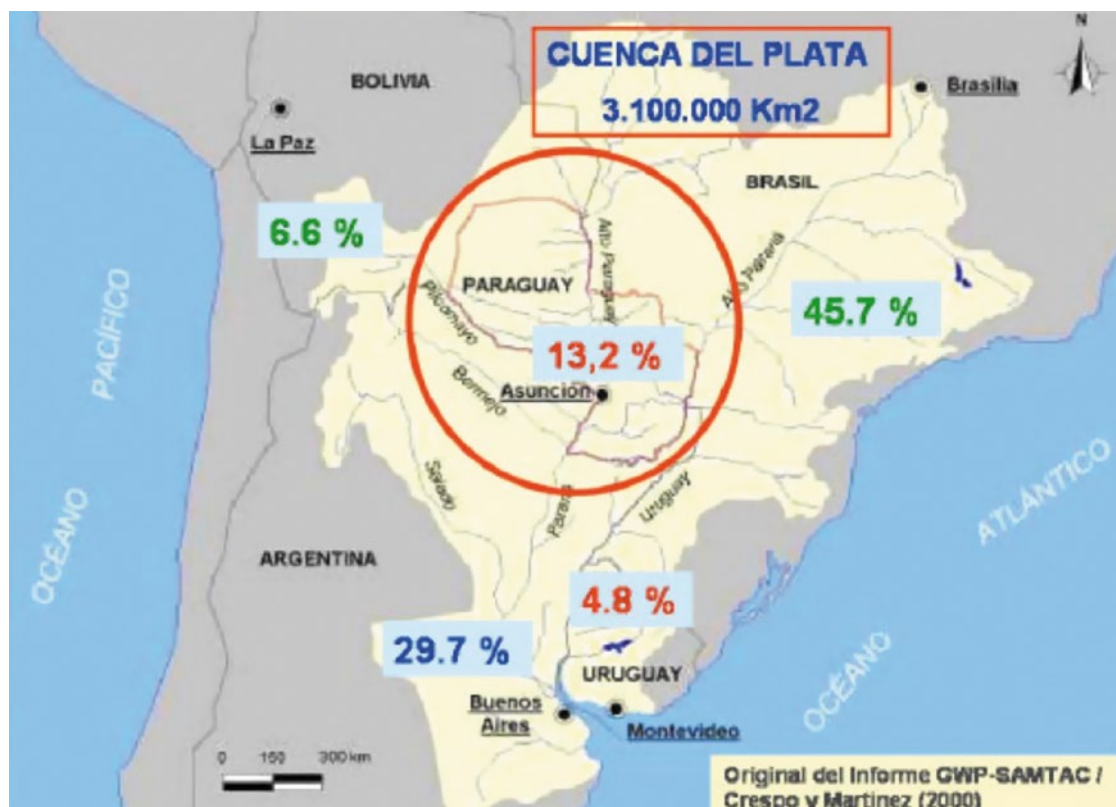 CUENCA DEL PLATA
3.100.000 Km2
N
BOLIVIA
La Paz
Brasilia
BRASIL
6.6 %
Alto Paraguay
PARAGUAY
Alto Paraná
Pilcomayo
45.7 %
13,2 %
Asunción
Bermejo
OCÉANO
PACÍFICO
Salado
Paraná
Uruguay
ATLÁNTICO
OCÉANO
ARGENTINA
4.8 %
29.7 %
URUGUAY
Buenos
Aires
Montevideo
0 150 300 km
Original del Informe GWP-SAMTAC /
Crespo y Martinez (2000)